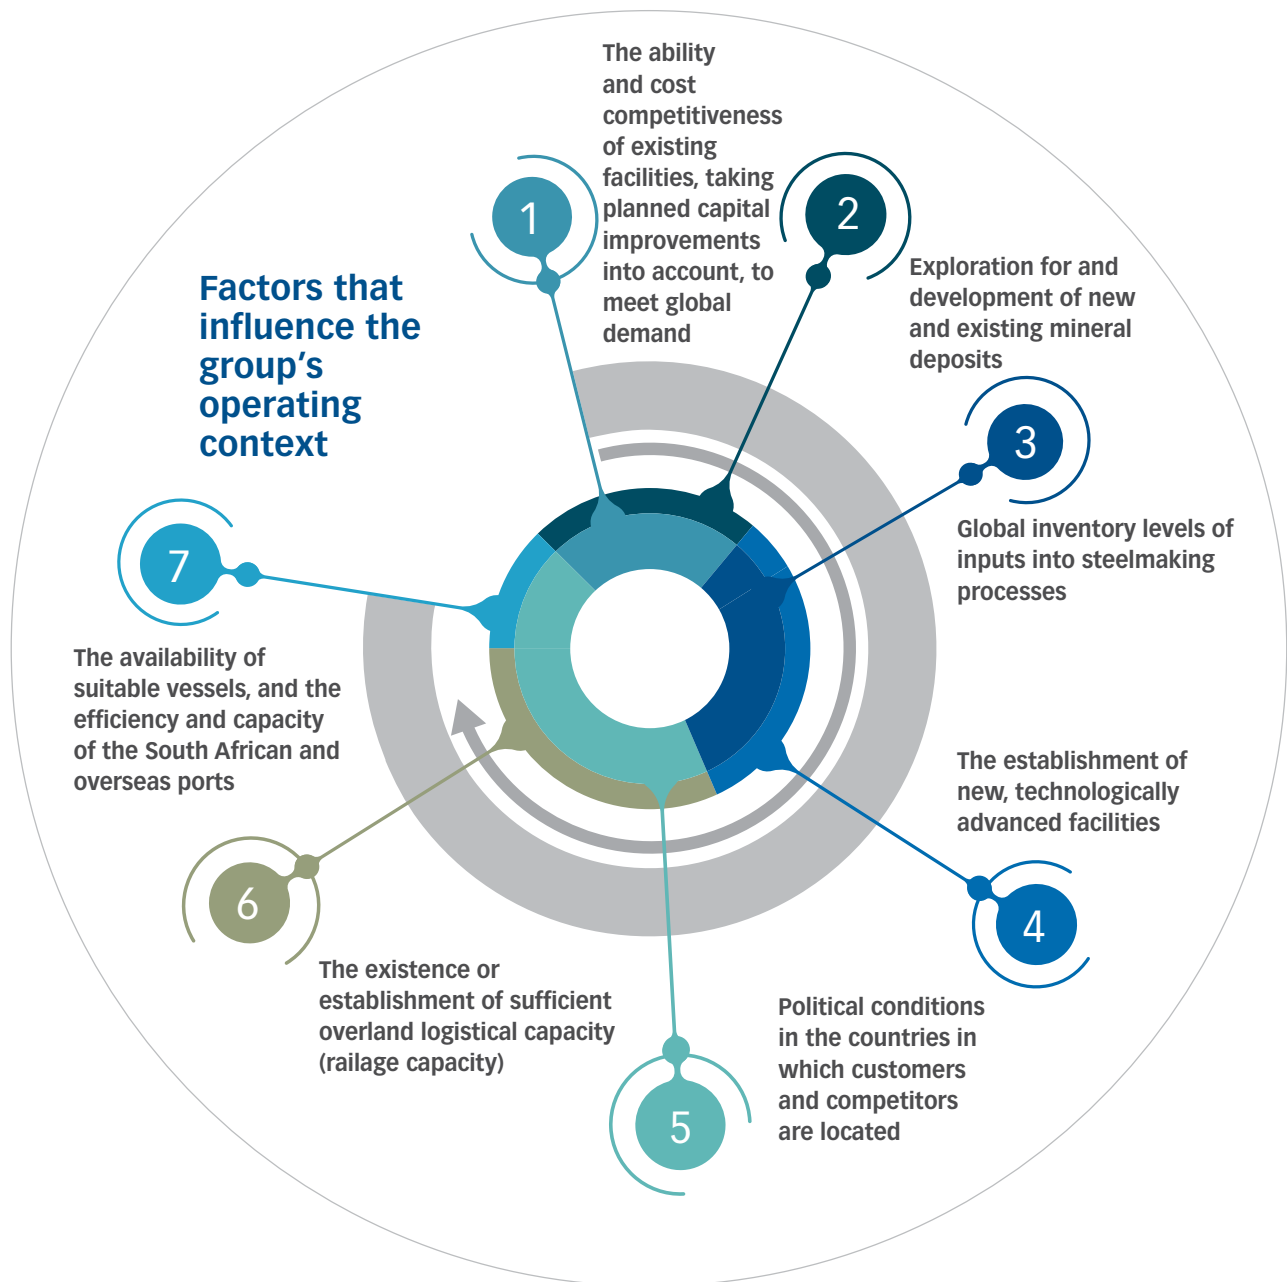 Factors that
influence the
group's
operating
context
1
The ability
and cost
competitiveness
of existing
facilities, taking
planned capital
improvements
into account, to
meet global
demand
2
Exploration for and
development of new
and existing mineral
deposits
3
Global inventory levels of
inputs into steelmaking
processes
4
The establishment of
new, technologically
advanced facilities
5
Political conditions
in the countries in
which customers
and competitors
are located
6
The existence or
establishment of sufficient
overland logistical capacity
(railage capacity)
7
The availability of
suitable vessels, and the
efficiency and capacity
of the South African and
overseas ports